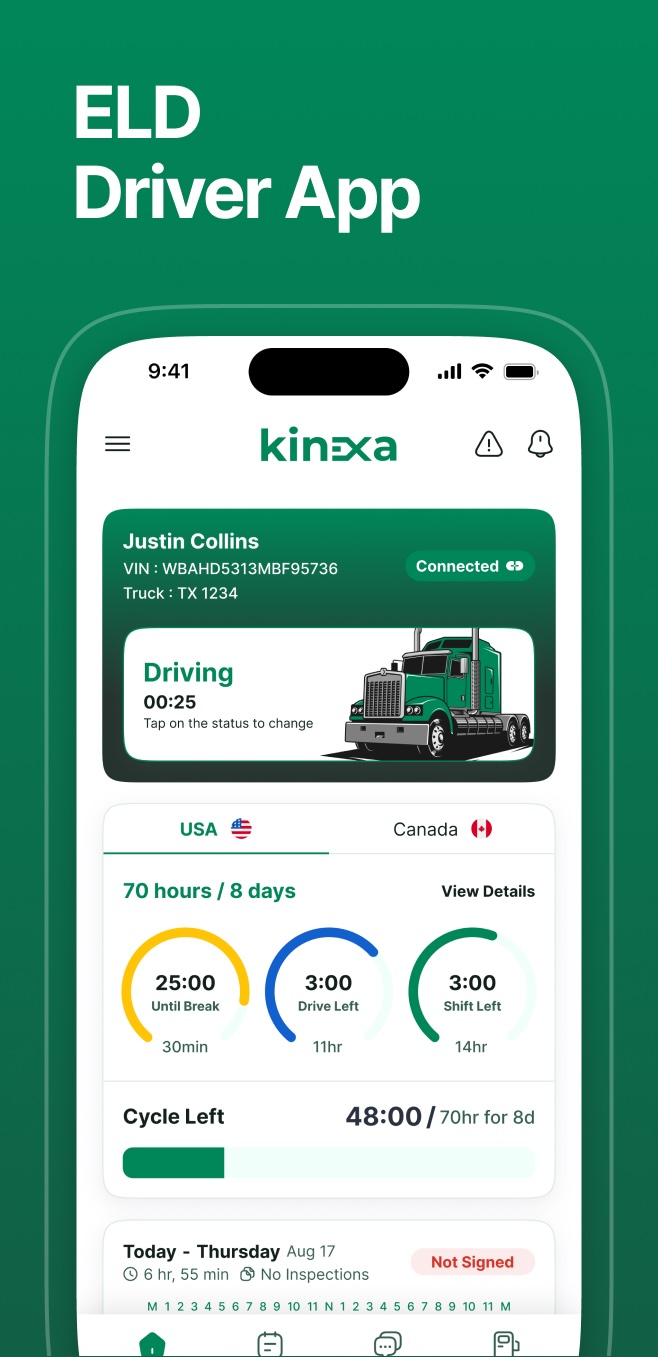 ELD
Driver App
9:41
kinexa
Justin Collins
VIN : WBAHD5313MBF95736
Connected
Truck : TX 1234
Driving
00:25
Tap on the status to change
USA
Canada
70 hours / 8 days
View Details
25:00
Until Break
30min
3:00
Drive Left
11hr
3:00
Shift Left
14hr
Cycle Left
48:00 / 70hr for 8d
Today - Thursday Aug 17
6 hr, 55 min No Inspections
Not Signed
M 1 2 3 4 5 6 7 8 9 10 11 N 1 2 3 4 5 6 7 8 9 10 11 M